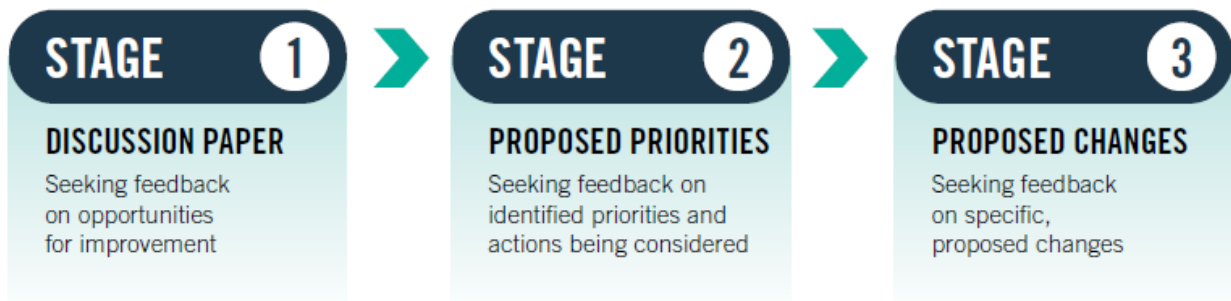 STAGE 1
DISCUSSION PAPER
Seeking feedback
on opportunities
for improvement
STAGE 2
PROPOSED PRIORITIES
Seeking feedback on
identified priorities and
actions being considered
STAGE 3
PROPOSED CHANGES
Seeking feedback
on specific,
proposed changes